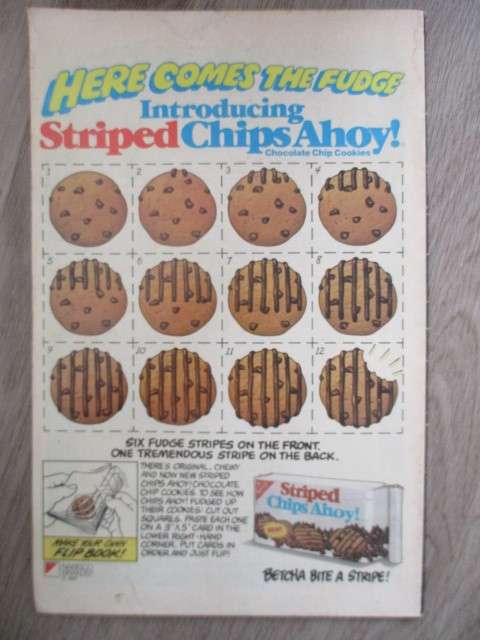 HERE COMES THE FUDGE
Introducing
Striped Chips Ahoy!
Chocolate Chip Cookies
1 2 3 4
5 6 7 8
9 10 11 12
SIX FUDGE STRIPES ON THE FRONT.
ONE TREMENDOUS STRIPE ON THE BACK.
THERE'S ORIGINAL, CHEWY
AND NOW NEW STRIPED
CHIPS AHOY! CHOCOLATE
CHIP COOKIES. TO SEE HOW
CHIPS AHOY! FUDGED UP
THEIR COOKIES: CUT OUT
SQUARES. PASTE EACH ONE
ON A 3" X 5" CARD IN THE
LOWER RIGHT-HAND
CORNER. PUT CARDS IN
ORDER AND JUST FLIP!
MAKE YOUR OWN
FLIP BOOK!
Striped
Chips Ahoy!
BETCHA BITE A STRIPE!